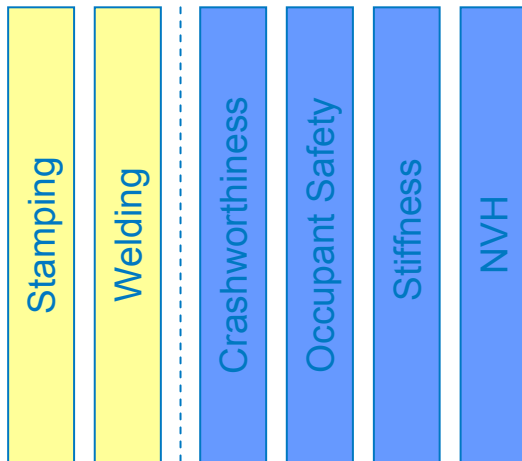 Stamping
Welding
Crashworthiness
Occupant Safety
Stiffness
NVH